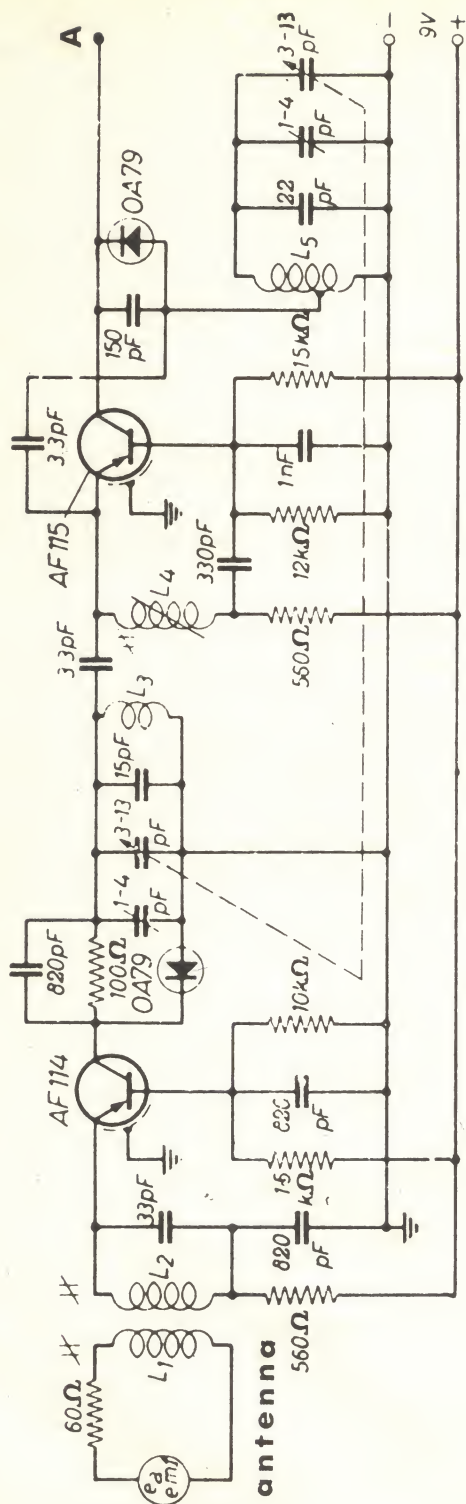 60Ω
ea
emf
L1
antenna
L2
33pF
560Ω
820
pF
AF114
15
kΩ
pF
10kΩ
820pF
100Ω
OA79
1-4
pF
3-13
pF
15pF
L3
3.3pF
L4
560Ω
330pF
AF115
3.3pF
12kΩ
1nF
15kΩ
150
pF
OA79
L5
22
pF
1-4
pF
3-13
pF
A
-
9V
+